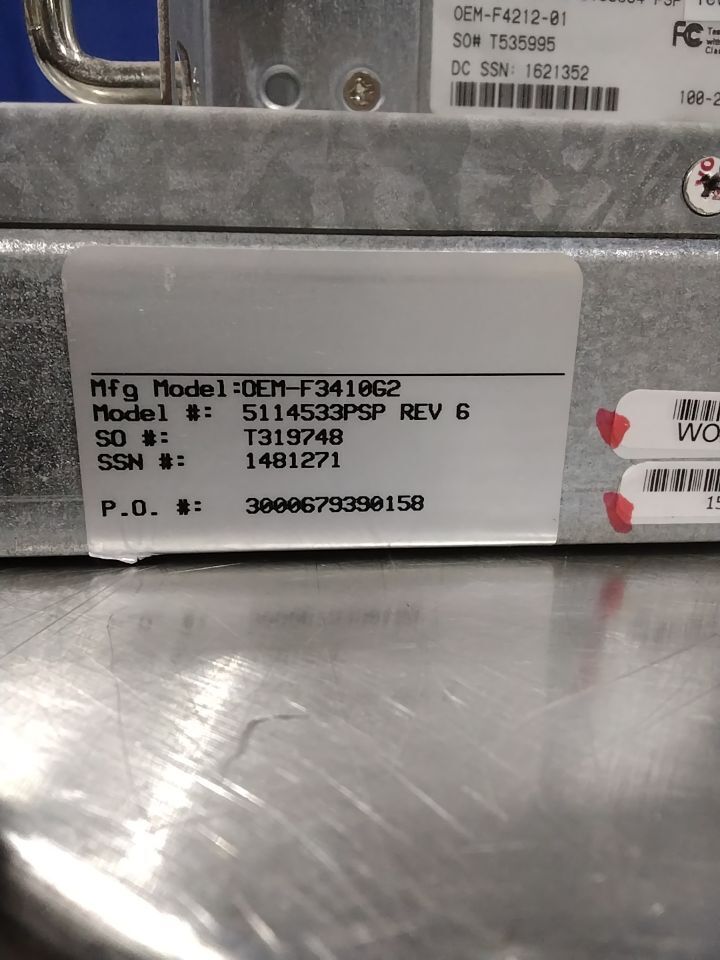 OEM-F4212-01
SO# T535995
DC SSN: 1621352
FC
100-2
Mfg Model:OEM-F3410G2
Model #: 5114533PSP REV 6
SO #: T319748
SSN #: 1481271
P.O. #: 3000679390158
WO
15